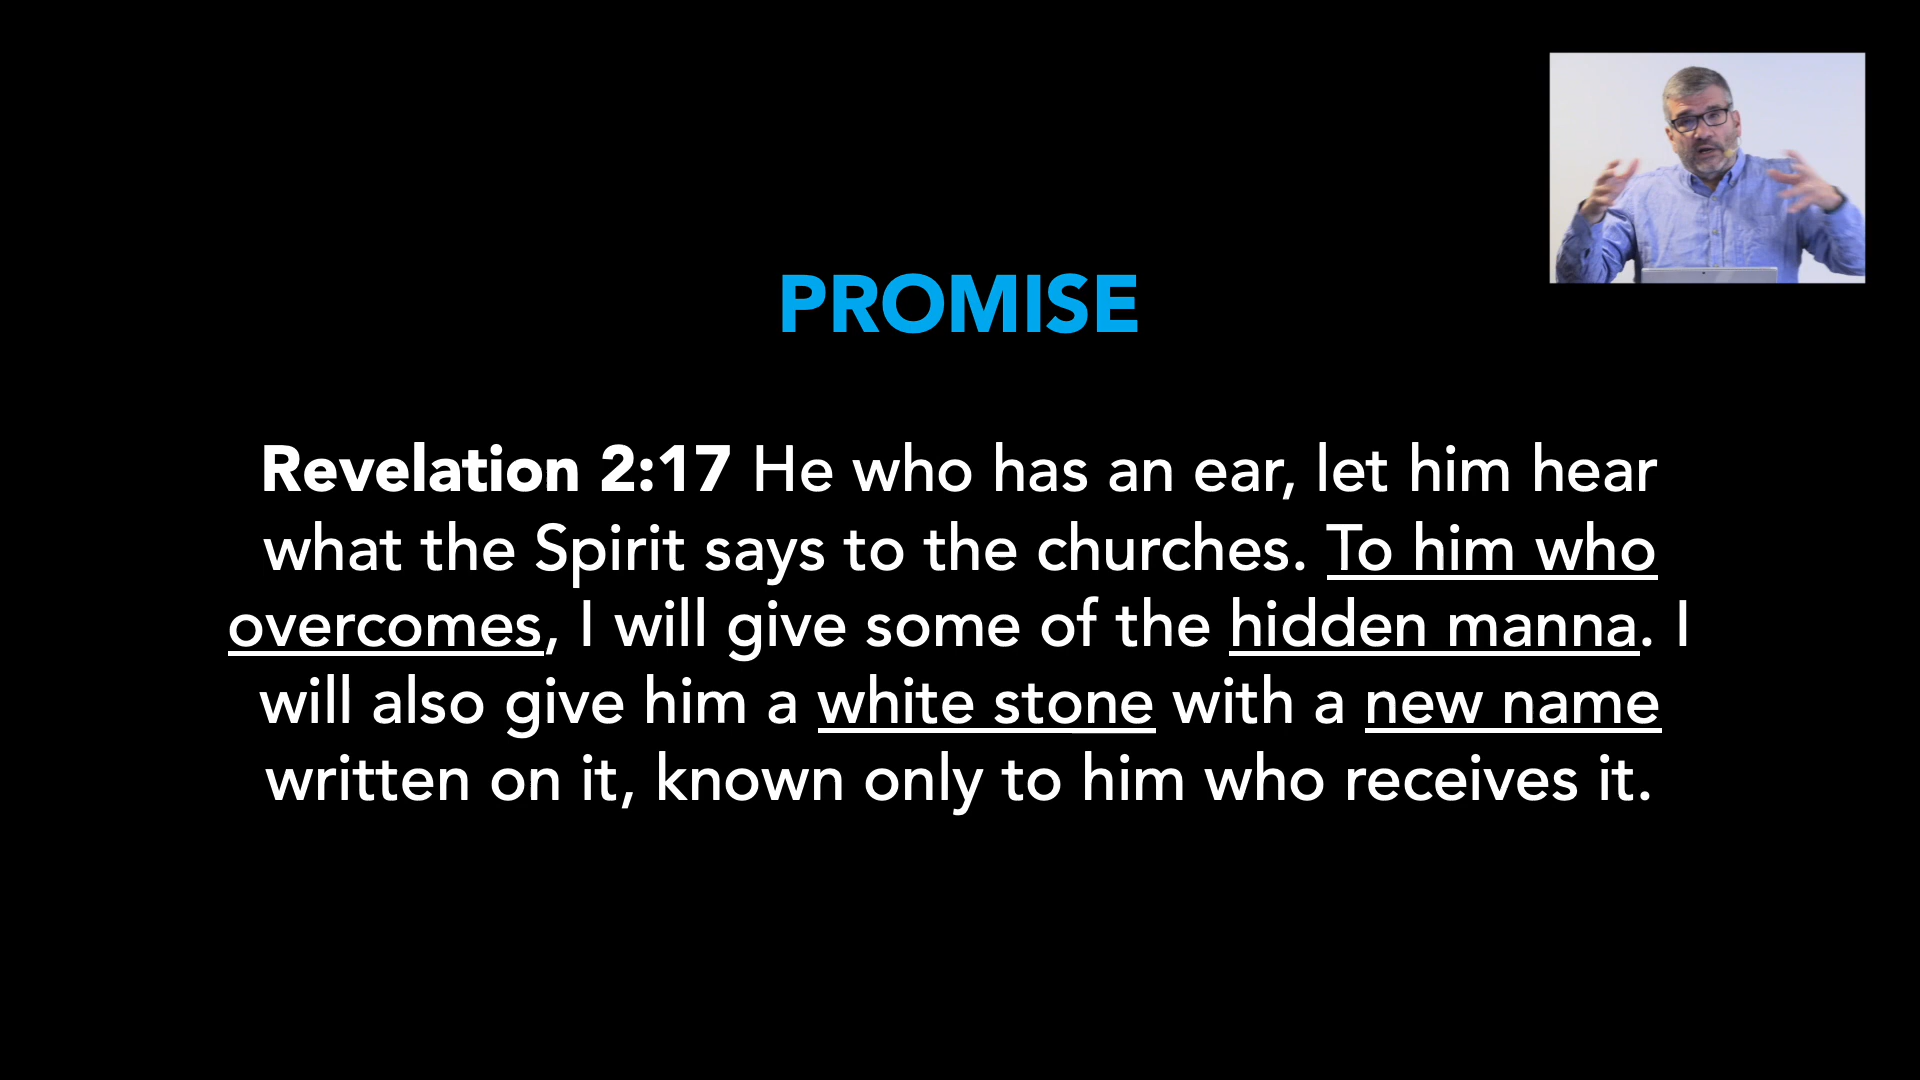 PROMISE
Revelation 2:17 He who has an ear, let him hear
what the Spirit says to the churches. To him who
overcomes, I will give some of the hidden manna. I
will also give him a white stone with a new name
written on it, known only to him who receives it.